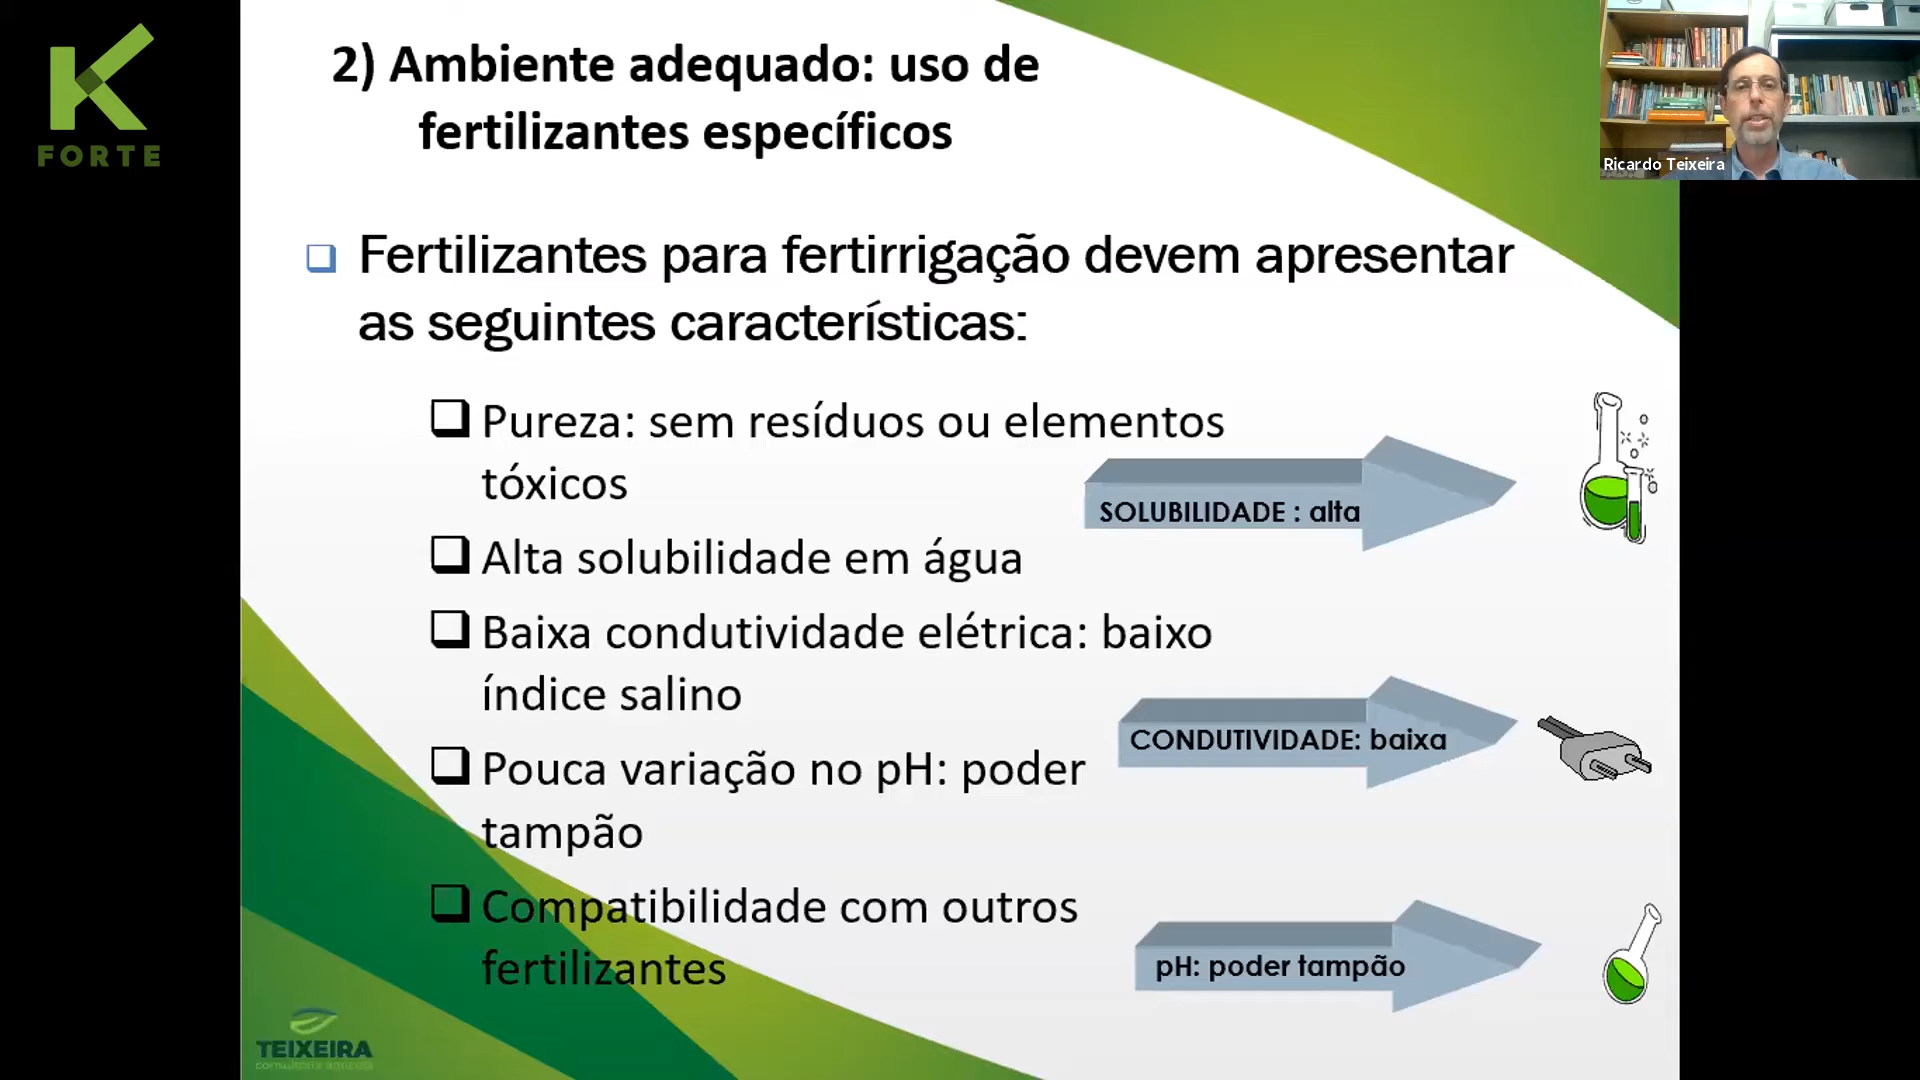 K
FORTE
2) Ambiente adequado: uso de
fertilizantes específicos
Ricardo Teixeira
Fertilizantes para fertirrigação devem apresentar
as seguintes características:
Pureza: sem resíduos ou elementos
tóxicos
SOLUBILIDADE : alta
Alta solubilidade em água
Baixa condutividade elétrica: baixo
índice salino
CONDUTIVIDADE: baixa
Pouca variação no pH: poder
tampão
Compatibilidade com outros
fertilizantes
pH: poder tampão
TEIXEIRA
consultoria agrícola